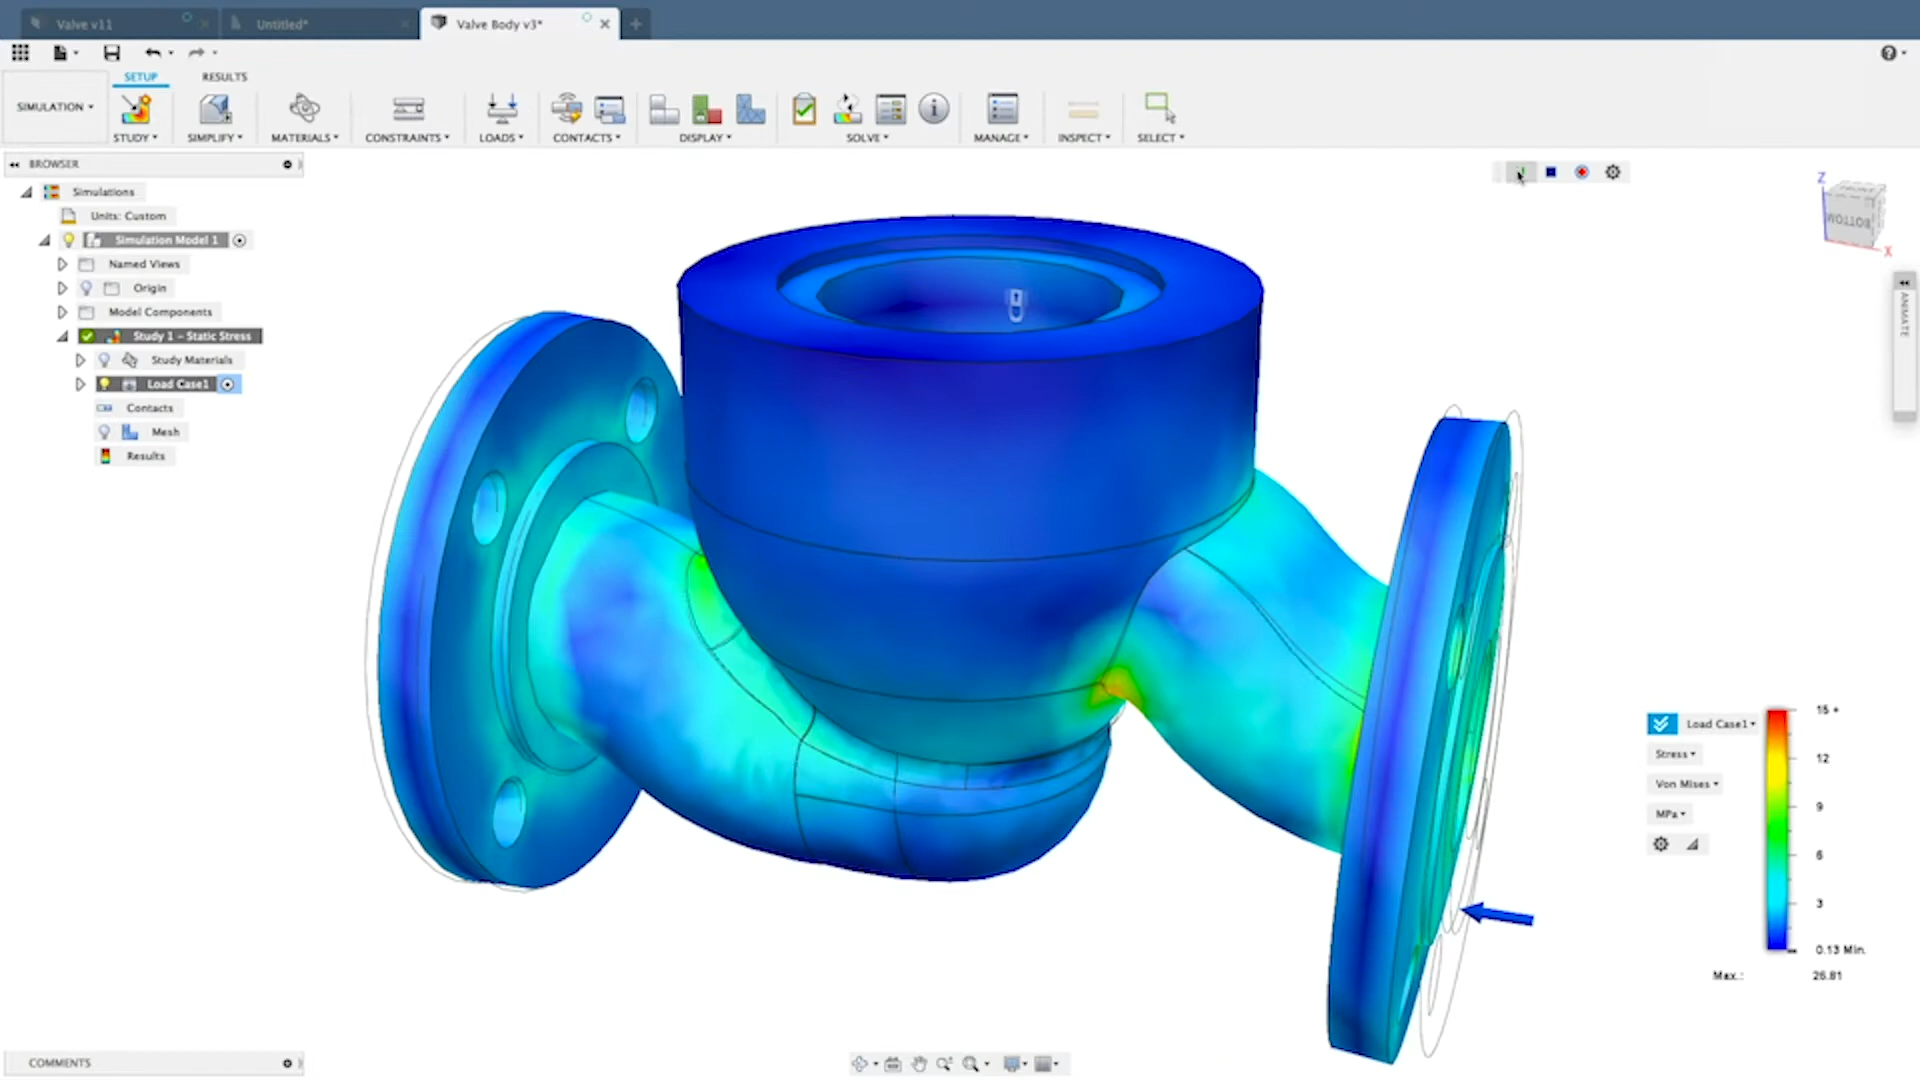 Valve v11
Untitled*
Valve Body v3*
SETUP
RESULTS
SIMULATION
STUDY
SIMPLIFY
MATERIALS
CONSTRAINTS
LOADS
CONTACTS
DISPLAY
SOLVE
MANAGE
INSPECT
SELECT
BROWSER
Simulations
Units: Custom
Simulation Model 1
Named Views
Origin
Model Components
Study 1 - Static Stress
Study Materials
Load Case1
Contacts
Mesh
Results
Z
BOTTOM
X
ANIMATE
Load Case1
Stress
Von Mises
MPa
15 +
12
9
6
3
0.13 Min.
Max.: 26.81
COMMENTS